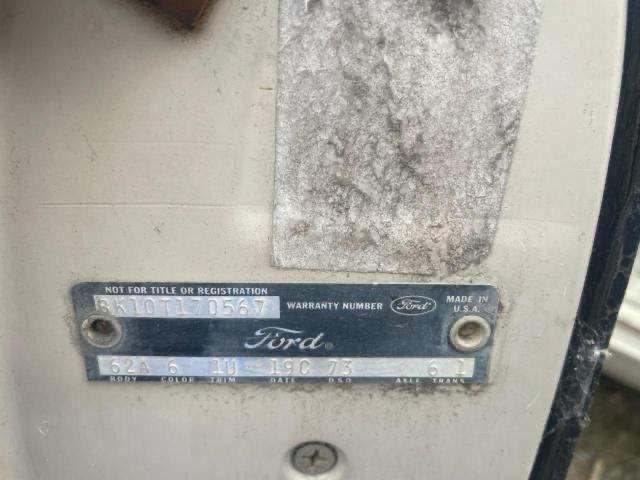 NOT FOR TITLE OR REGISTRATION
8K10T170567 WARRANTY NUMBER Ford MADE IN U.S.A.
Ford
62A 6 1U 19C 73 6 1
BODY COLOR TRIM DATE D.S.O. AXLE TRANS